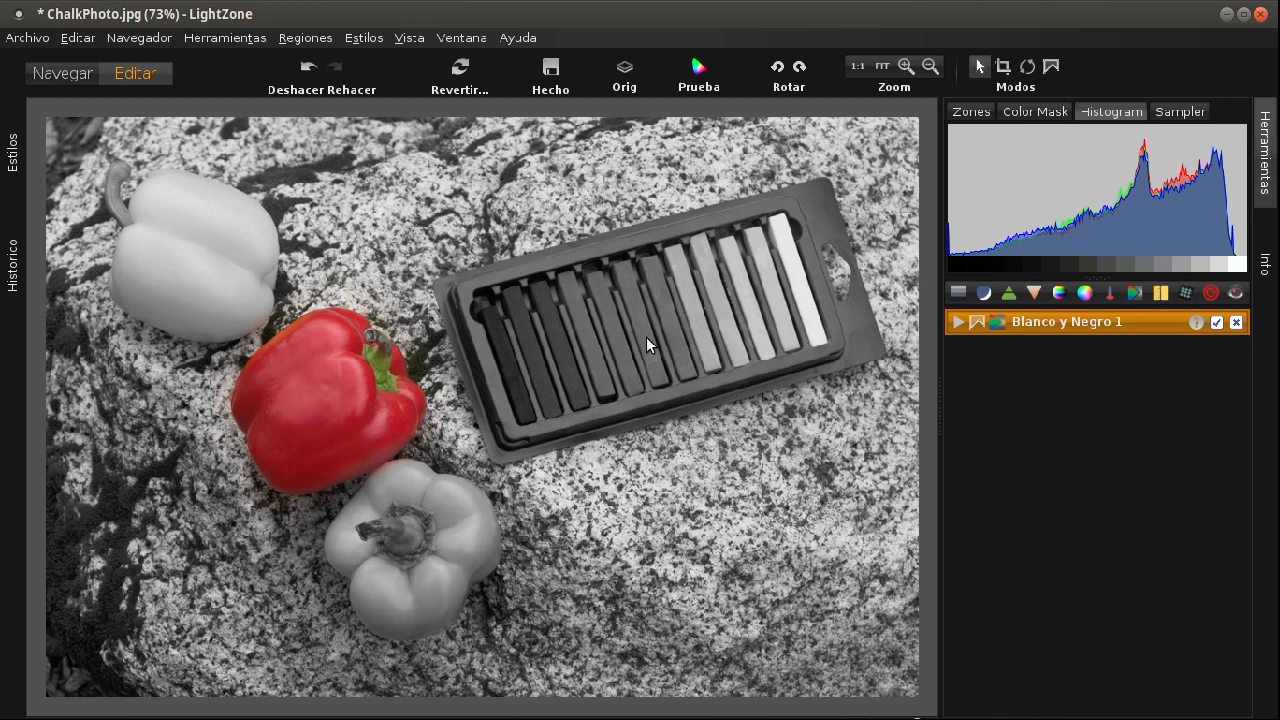 * ChalkPhoto.jpg (73%) - LightZone
Archivo Editar Navegador Herramientas Regiones Estilos Vista Ventana Ayuda
Navegar Editar
Deshacer Rehacer Revertir... Hecho Orig Prueba Rotar
1:1 FIT
Zoom Modos
Zones Color Mask Histogram Sampler
Estilos
Historico
Herramientas
Info
Blanco y Negro 1 ?